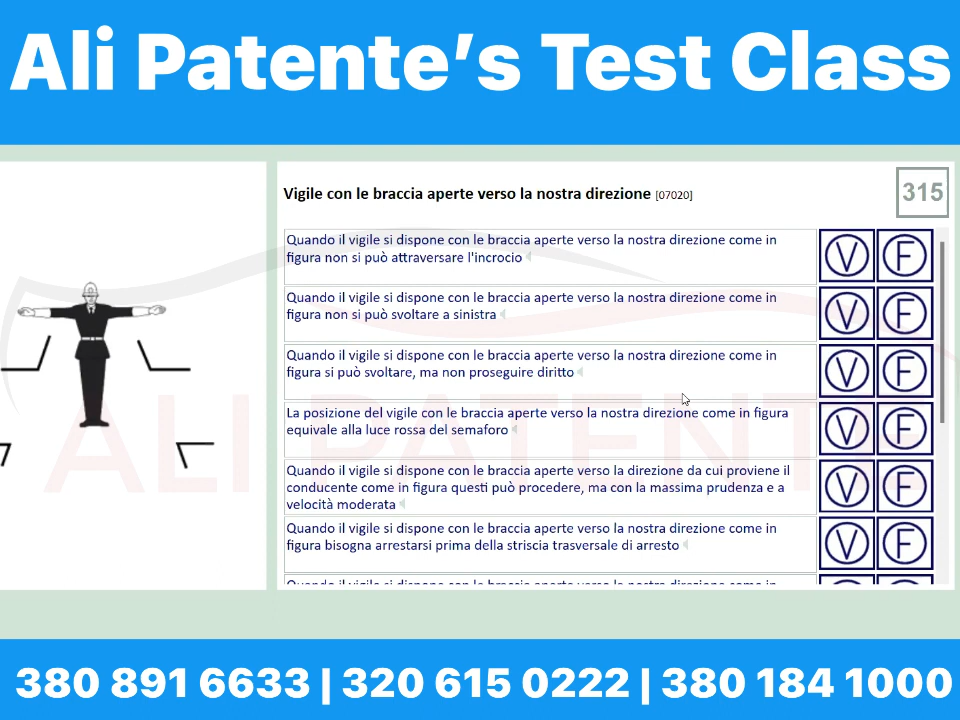 Ali Patente's Test Class
Vigile con le braccia aperte verso la nostra direzione [07020]
315
Quando il vigile si dispone con le braccia aperte verso la nostra direzione come in
figura non si può attraversare l'incrocio
V F
Quando il vigile si dispone con le braccia aperte verso la nostra direzione come in
figura non si può svoltare a sinistra
V F
Quando il vigile si dispone con le braccia aperte verso la nostra direzione come in
figura si può svoltare, ma non proseguire diritto
V F
La posizione del vigile con le braccia aperte verso la nostra direzione come in figura
equivale alla luce rossa del semaforo
V F
Quando il vigile si dispone con le braccia aperte verso la direzione da cui proviene il
conducente come in figura questi può procedere, ma con la massima prudenza e a
velocità moderata
V F
Quando il vigile si dispone con le braccia aperte verso la nostra direzione come in
figura bisogna arrestarsi prima della striscia trasversale di arresto
V F
ALI PATENT
380 891 6633 | 320 615 0222 | 380 184 1000